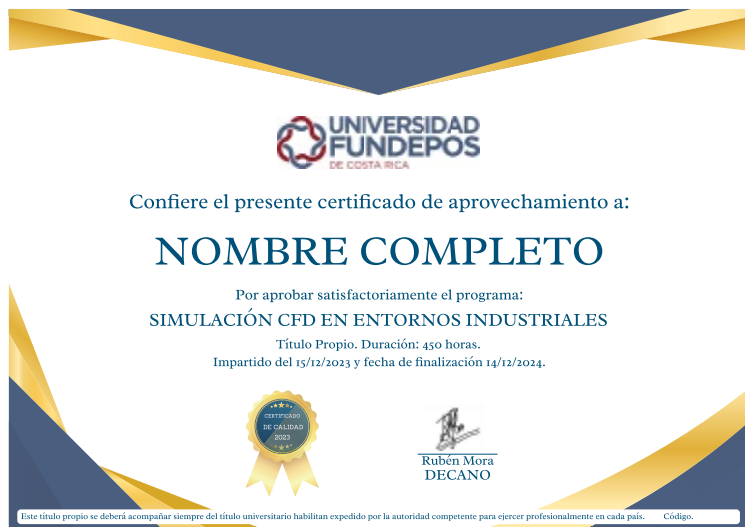 UNIVERSIDAD
FUNDEPOS
DE COSTA RICA
Confiere el presente certificado de aprovechamiento a:
NOMBRE COMPLETO
Por aprobar satisfactoriamente el programa:
SIMULACIÓN CFD EN ENTORNOS INDUSTRIALES
Título Propio. Duración: 450 horas.
Impartido del 15/12/2023 y fecha de finalización 14/12/2024.
CERTIFICADO
DE CALIDAD
2023
Rubén Mora
DECANO
Este título propio se deberá acompañar siempre del título universitario habilitan expedido por la autoridad competente para ejercer profesionalmente en cada país. Código.